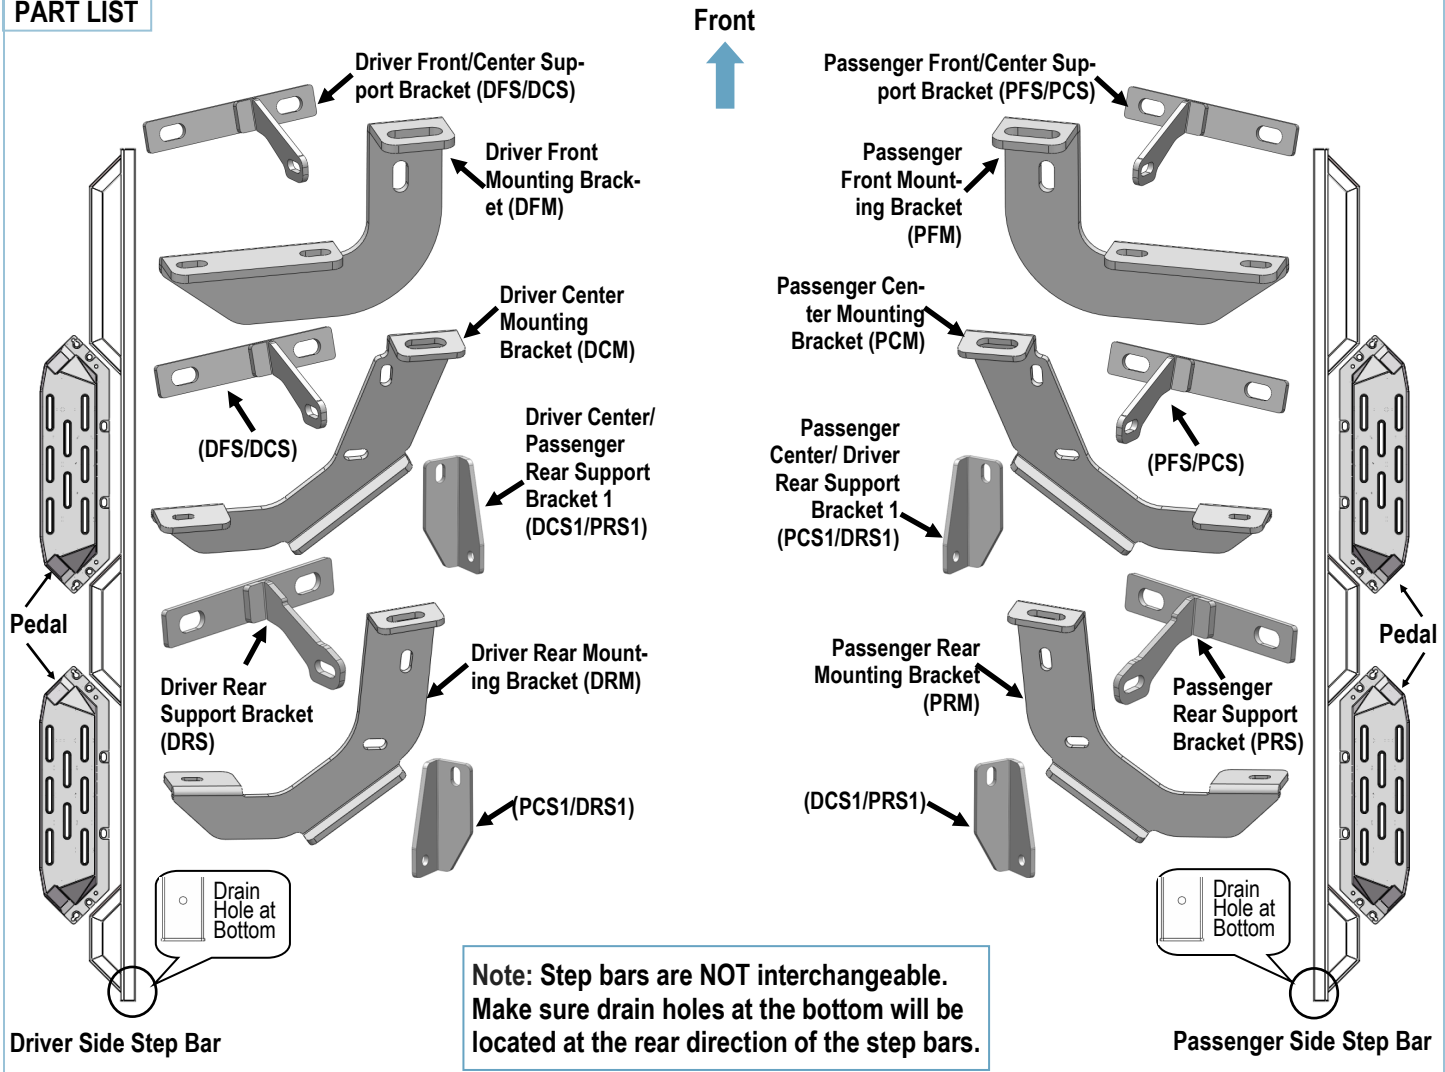 PART LIST
Front
Driver Front/Center Sup-
port Bracket (DFS/DCS)
Driver Front
Mounting Brack-
et (DFM)
Driver Center
Mounting
Bracket (DCM)
(DFS/DCS)
Driver Center/
Passenger
Rear Support
Bracket 1
(DCS1/PRS1)
Pedal
Driver Rear
Support Bracket
(DRS)
Driver Rear Mount-
ing Bracket (DRM)
(PCS1/DRS1)
Drain
Hole at
Bottom
Driver Side Step Bar
Passenger Front/Center Sup-
port Bracket (PFS/PCS)
Passenger
Front Mount-
ing Bracket
(PFM)
Passenger Cen-
ter Mounting
Bracket (PCM)
(PFS/PCS)
Passenger
Center/ Driver
Rear Support
Bracket 1
(PCS1/DRS1)
Pedal
Passenger Rear
Mounting Bracket
(PRM)
Passenger
Rear Support
Bracket (PRS)
(DCS1/PRS1)
Drain
Hole at
Bottom
Passenger Side Step Bar
Note: Step bars are NOT interchangeable.
Make sure drain holes at the bottom will be
located at the rear direction of the step bars.